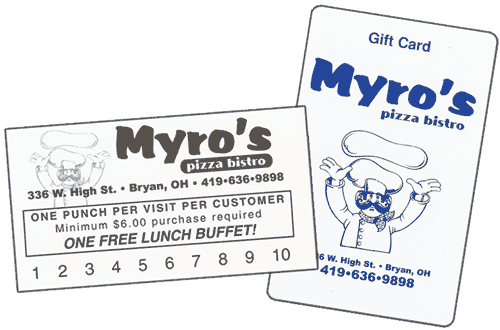 Myro's
pizza bistro
336 W. High St. • Bryan, OH • 419•636•9898
ONE PUNCH PER VISIT PER CUSTOMER
Minimum $6.00 purchase required
ONE FREE LUNCH BUFFET!
1 2 3 4 5 6 7 8 9 10
Gift Card
Myro's
pizza bistro
6 W. High St. • Bryan, OH
419•636•9898